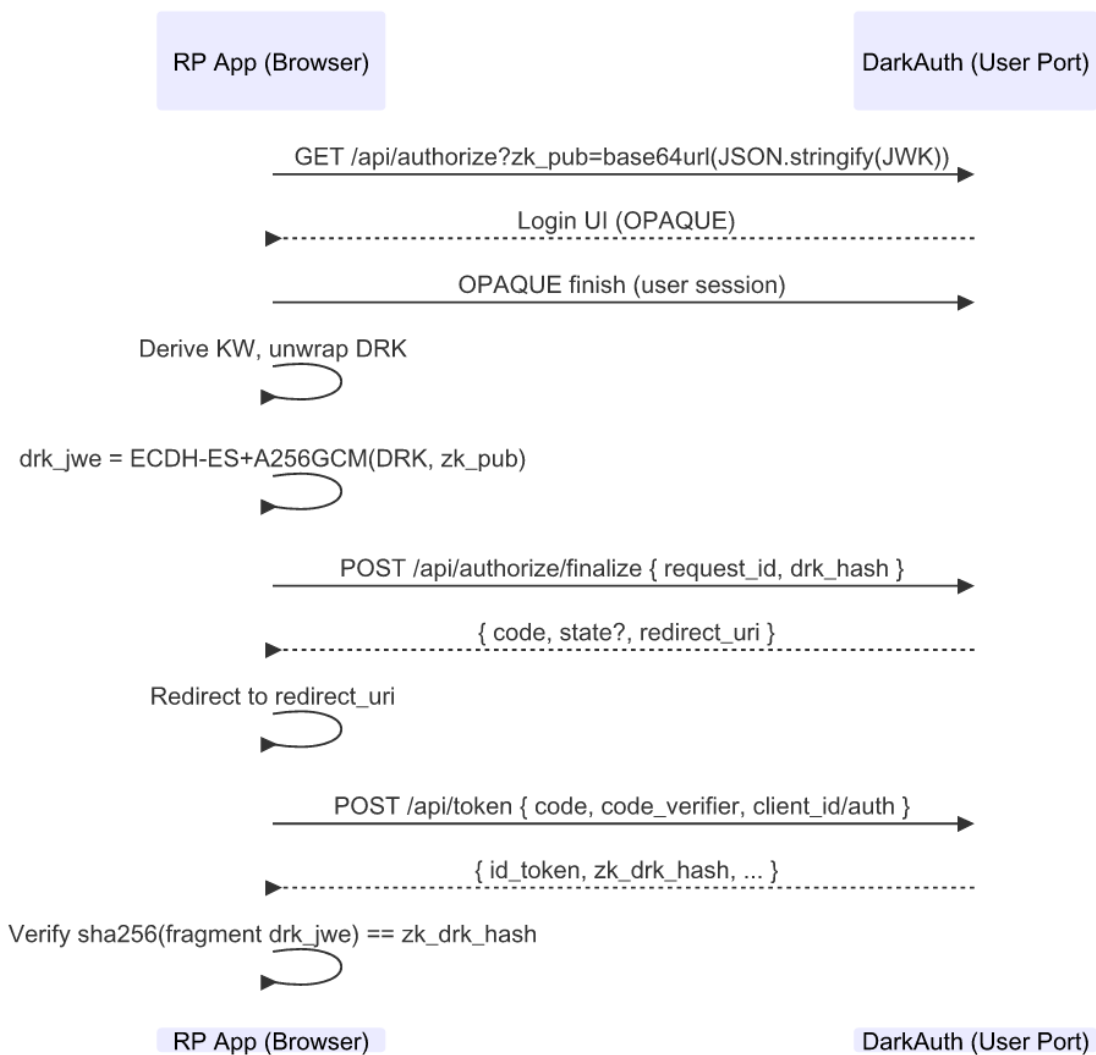 RP App (Browser)
DarkAuth (User Port)
GET /api/authorize?zk_pub=base64url(JSON.stringify(JWK))
Login UI (OPAQUE)
OPAQUE finish (user session)
Derive KW, unwrap DRK
drk_jwe = ECDH-ES+A256GCM(DRK, zk_pub)
POST /api/authorize/finalize { request_id, drk_hash }
{ code, state?, redirect_uri }
Redirect to redirect_uri
POST /api/token { code, code_verifier, client_id/auth }
{ id_token, zk_drk_hash, ... }
Verify sha256(fragment drk_jwe) == zk_drk_hash
RP App (Browser)
DarkAuth (User Port)